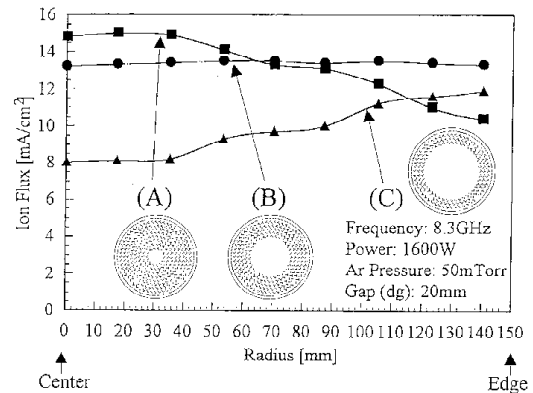 16
14
12
10
8
6
4
2
0
Ion Flux [mA/cm²]
(A)
(B)
(C)
Frequency: 8.3GHz
Power: 1600W
Ar Pressure: 50mTorr
Gap (dg): 20mm
0 10 20 30 40 50 60 70 80 90 100 110 120 130 140 150
Radius [mm]
Center
Edge